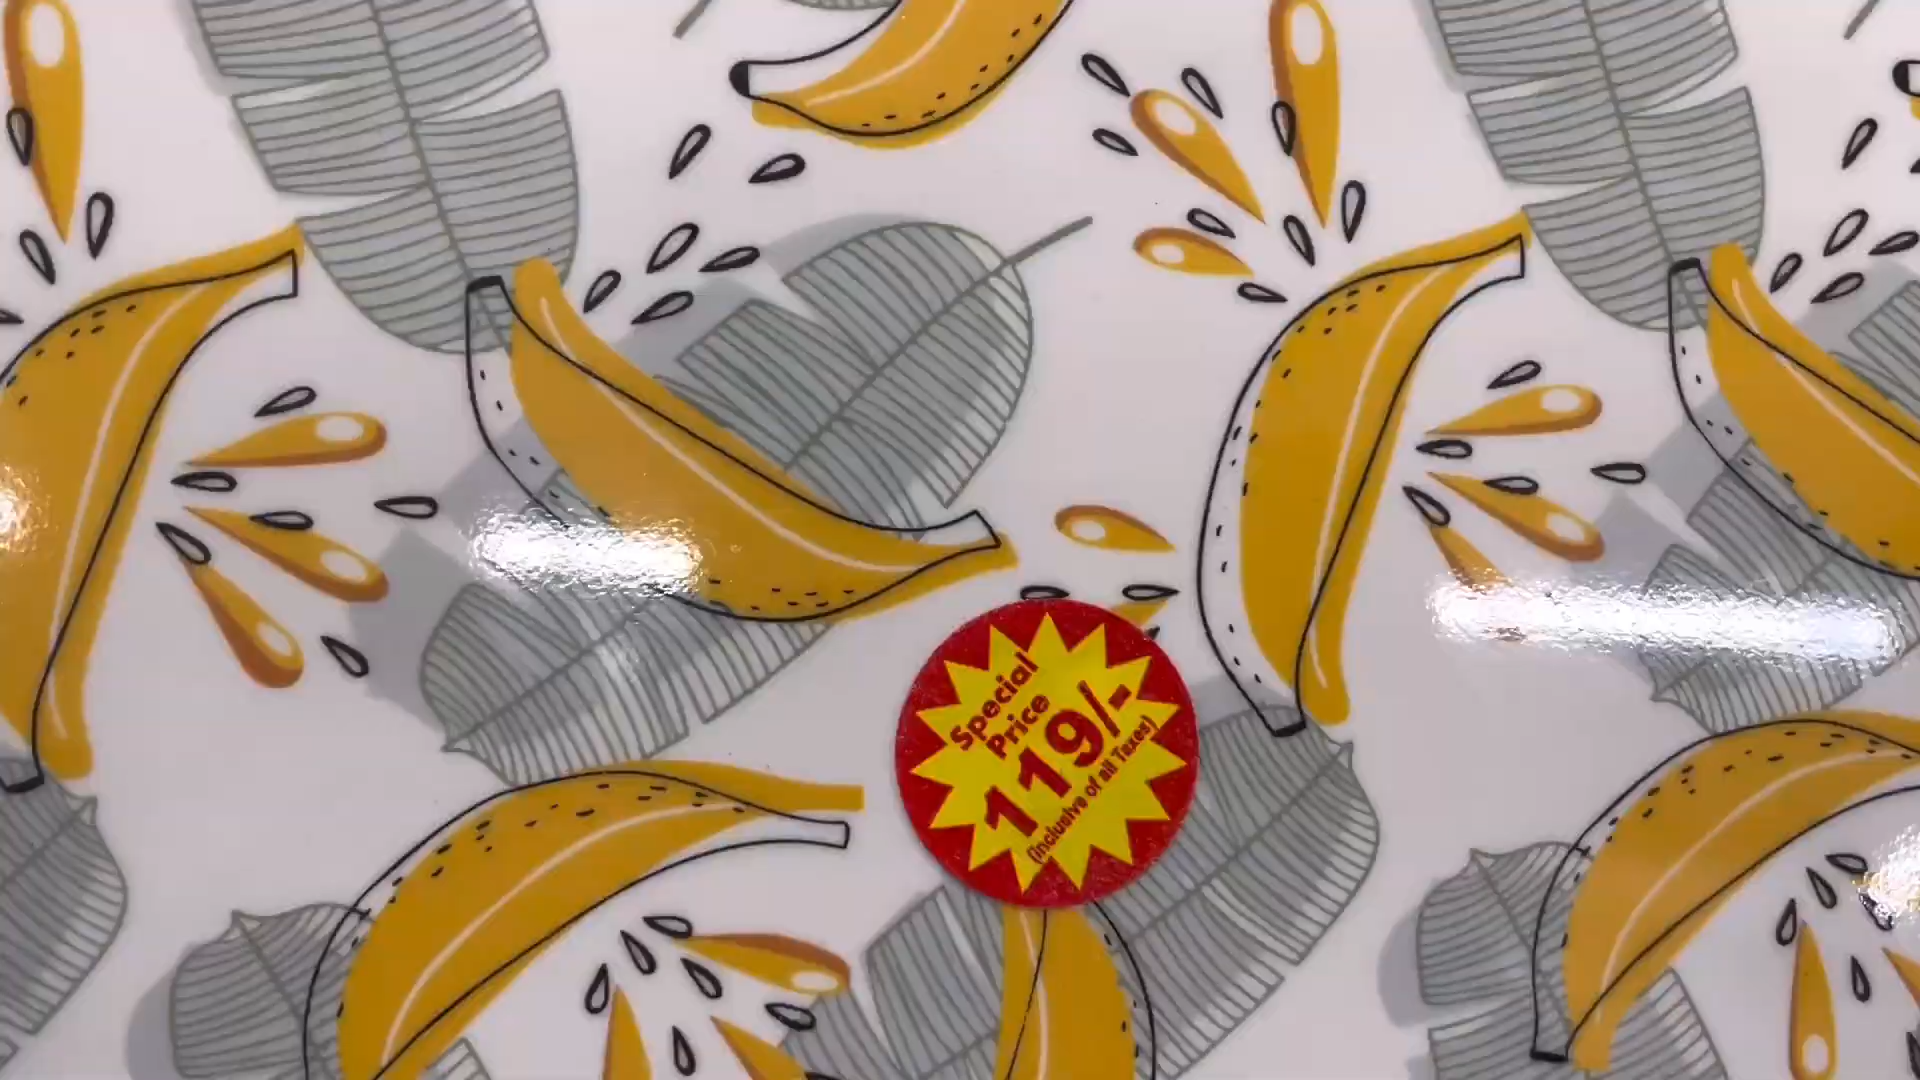 Special
Price
119/-
(Inclusive of all Taxes)